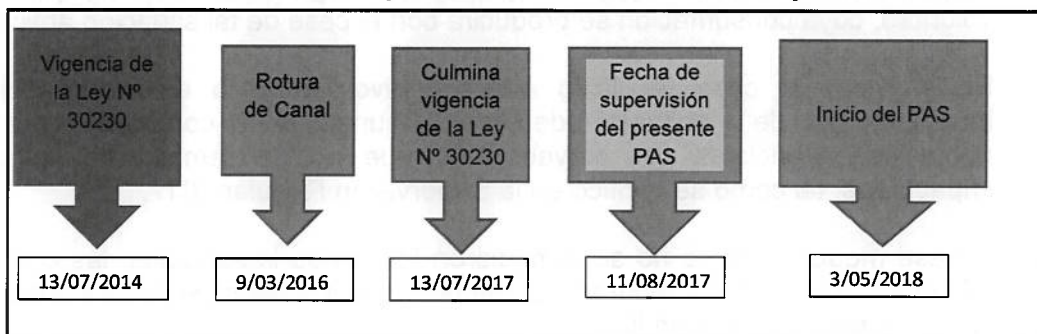 Vigencia de
la Ley Nº
30230
Rotura
de Canal
Culmina
vigencia
de la Ley
Nº 30230
Fecha de
supervisión
del presente
PAS
Inicio del PAS
13/07/2014
9/03/2016
13/07/2017
11/08/2017
3/05/2018